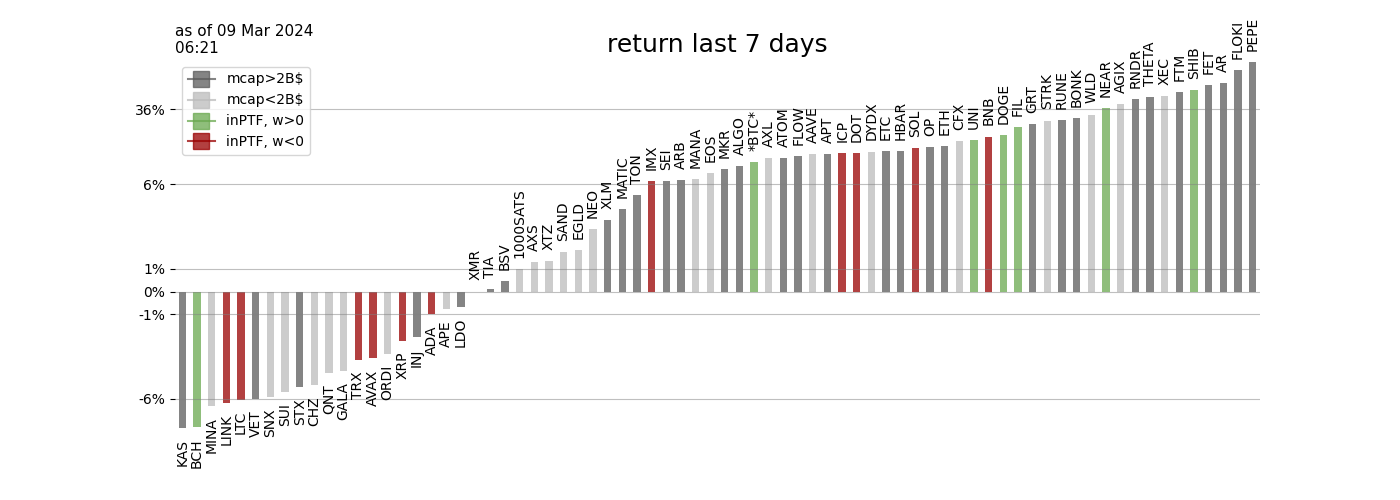 as of 09 Mar 2024
06:21
return last 7 days
mcap>2B$
mcap<2B$
inPTF, w>0
inPTF, w<0
36%
6%
1%
0%
-1%
-6%
KAS
BCH
MINA
LINK
LTC
VET
SNX
SUI
STX
CHZ
QNT
GALA
TRX
AVAX
ORDI
XRP
INJ
ADA
APE
LDO
XMR
TIA
BSV
1000SATS
AXS
XTZ
SAND
EGLD
NEO
XLM
MATIC
TON
IMX
SEI
ARB
MANA
EOS
MKR
ALGO
*BTC*
AXL
ATOM
FLOW
AAVE
APT
ICP
DOT
DYDX
ETC
HBAR
SOL
OP
ETH
CFX
UNI
BNB
DOGE
FIL
GRT
STRK
RUNE
BONK
WLD
NEAR
AGIX
RNDR
THETA
XEC
FTM
SHIB
FET
AR
FLOKI
PEPE